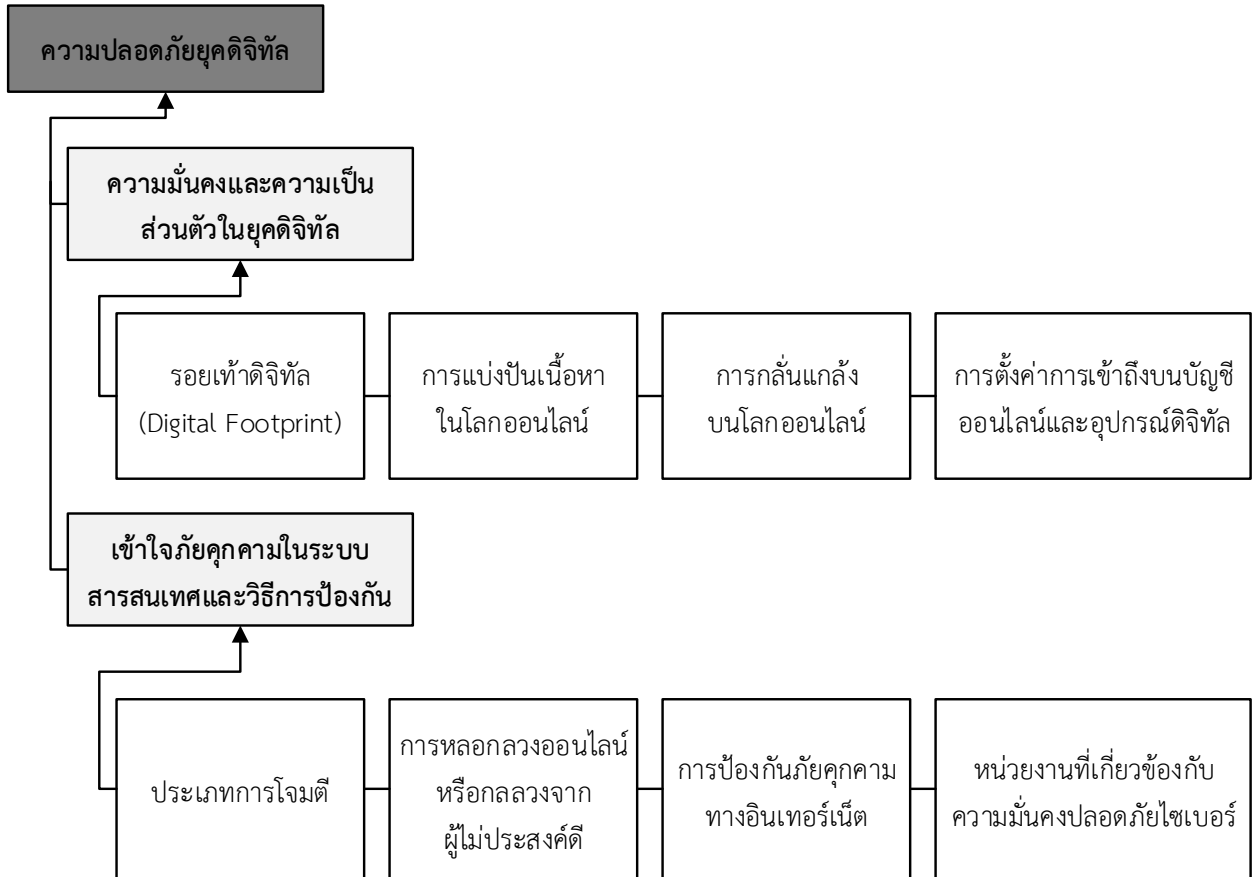 ความปลอดภัยยุคดิจิทัล
ความมั่นคงและความเป็น
ส่วนตัวในยุคดิจิทัล
รอยเท้าดิจิทัล
(Digital Footprint)
การแบ่งปันเนื้อหา
ในโลกออนไลน์
การกลั่นแกล้ง
บนโลกออนไลน์
การตั้งค่าการเข้าถึงบนบัญชี
ออนไลน์และอุปกรณ์ดิจิทัล
เข้าใจภัยคุกคามในระบบ
สารสนเทศและวิธีการป้องกัน
ประเภทการโจมตี
การหลอกลวงออนไลน์
หรือกลลวงจาก
ผู้ไม่ประสงค์ดี
การป้องกันภัยคุกคาม
ทางอินเทอร์เน็ต
หน่วยงานที่เกี่ยวข้องกับ
ความมั่นคงปลอดภัยไซเบอร์